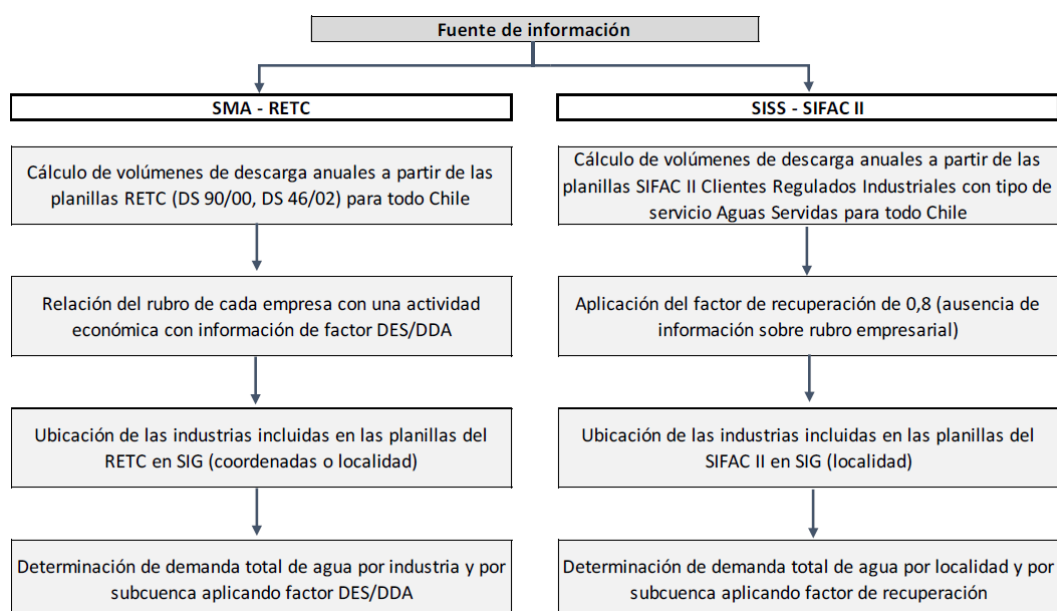 Fuente de información
SMA - RETC
Cálculo de volúmenes de descarga anuales a partir de las
planillas RETC (DS 90/00, DS 46/02) para todo Chile
Relación del rubro de cada empresa con una actividad
económica con información de factor DES/DDA
Ubicación de las industrias incluidas en las planillas del
RETC en SIG (coordenadas o localidad)
Determinación de demanda total de agua por industria y por
subcuenca aplicando factor DES/DDA
SISS - SIFAC II
Cálculo de volúmenes de descarga anuales a partir de las
planillas SIFAC II Clientes Regulados Industriales con tipo de
servicio Aguas Servidas para todo Chile
Aplicación del factor de recuperación de 0,8 (ausencia de
información sobre rubro empresarial)
Ubicación de las industrias incluidas en las planillas del
SIFAC II en SIG (localidad)
Determinación de demanda total de agua por localidad y por
subcuenca aplicando factor de recuperación